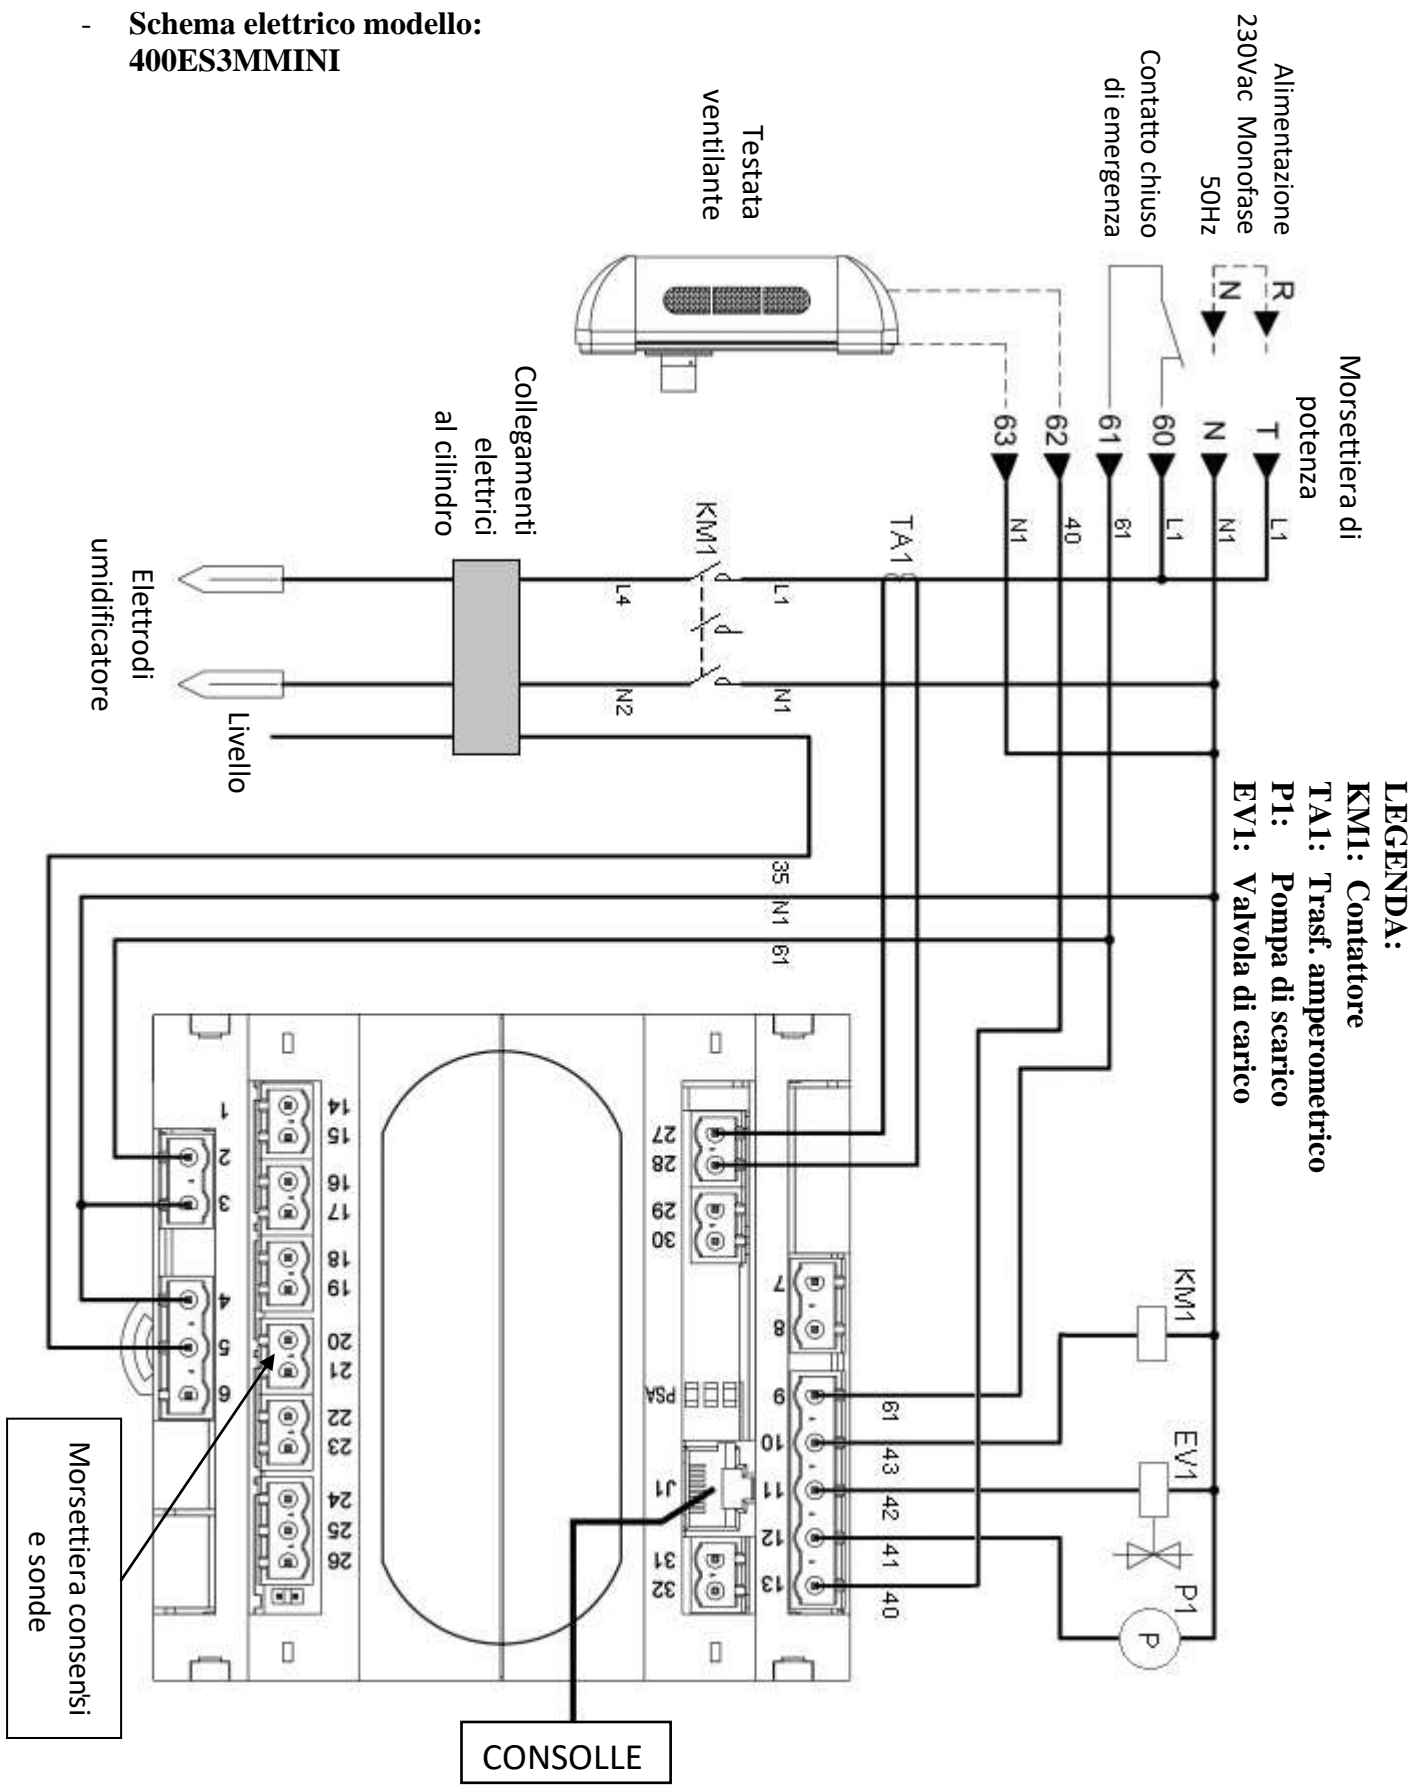 - Schema elettrico modello:
400ES3MMINI
Alimentazione
230Vac Monofase
50Hz
Contatto chiuso
di emergenza
Testata
ventilante
R
N
Morsettiera di
potenza
T
N
60
61
62
63
L1
N1
L1
61
40
N1
Collegamenti
elettrici
al cilindro
KM1
TA1
L4
L1
N2
N1
Elettrodi
umidificatore
Livello
LEGENDA:
KM1: Contattore
TA1: Trasf. amperometrico
P1: Pompa di scarico
EV1: Valvola di carico
35
N1
61
1
2
3
4
5
6
14
15
16
17
18
19
20
21
22
23
24
25
26
27
28
29
30
PSA
J1
31
32
7
8
9
10
11
12
13
61
43
42
41
40
KM1
EV1
P1
P
Morsettiera consen'si
e sonde
CONSOLLE